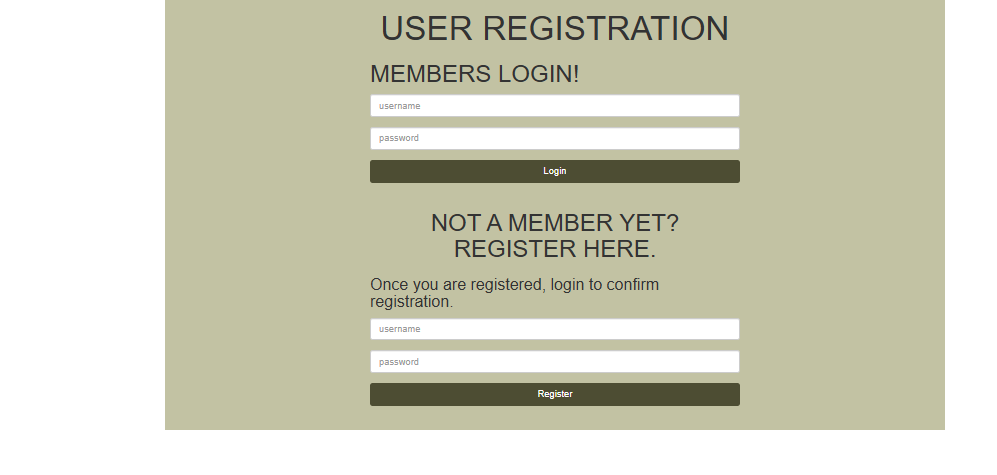 USER REGISTRATION
MEMBERS LOGIN!
username
password
Login
NOT A MEMBER YET?
REGISTER HERE.
Once you are registered, login to confirm
registration.
username
password
Register